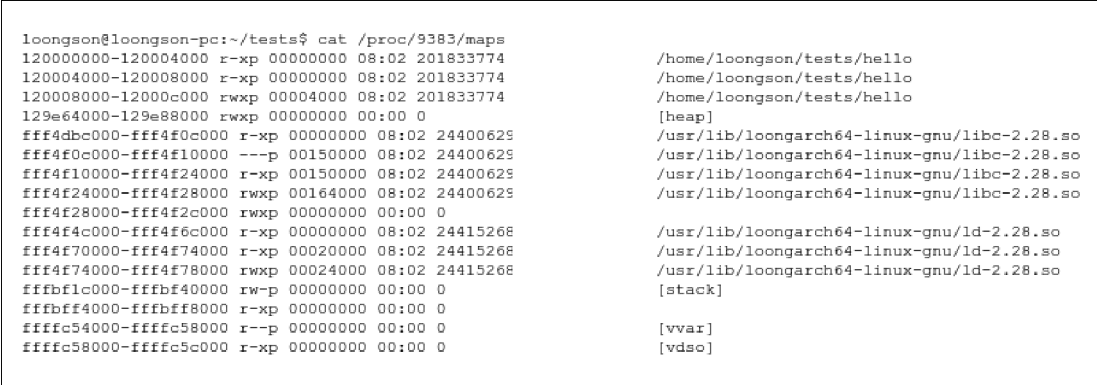 loongson@loongson-pc:~/tests$ cat /proc/9383/maps
120000000-120004000 r-xp 00000000 08:02 201833774 /home/loongson/tests/hello
120004000-120008000 r-xp 00000000 08:02 201833774 /home/loongson/tests/hello
120008000-12000c000 rwxp 00004000 08:02 201833774 /home/loongson/tests/hello
129e64000-129e88000 rwxp 00000000 00:00 0 [heap]
fff4dbc000-fff4f0c000 r-xp 00000000 08:02 24400629 /usr/lib/loongarch64-linux-gnu/libc-2.28.so
fff4f0c000-fff4f10000 ---p 00150000 08:02 24400629 /usr/lib/loongarch64-linux-gnu/libc-2.28.so
fff4f10000-fff4f24000 r-xp 00150000 08:02 24400629 /usr/lib/loongarch64-linux-gnu/libc-2.28.so
fff4f24000-fff4f28000 rwxp 00164000 08:02 24400629 /usr/lib/loongarch64-linux-gnu/libc-2.28.so
fff4f28000-fff4f2c000 rwxp 00000000 00:00 0
fff4f4c000-fff4f6c000 r-xp 00000000 08:02 24415268 /usr/lib/loongarch64-linux-gnu/ld-2.28.so
fff4f70000-fff4f74000 r-xp 00020000 08:02 24415268 /usr/lib/loongarch64-linux-gnu/ld-2.28.so
fff4f74000-fff4f78000 rwxp 00024000 08:02 24415268 /usr/lib/loongarch64-linux-gnu/ld-2.28.so
fffbf1c000-fffbf40000 rw-p 00000000 00:00 0 [stack]
fffbff4000-fffbff8000 r-xp 00000000 00:00 0
ffffc54000-ffffc58000 r--p 00000000 00:00 0 [vvar]
ffffc58000-ffffc5c000 r-xp 00000000 00:00 0 [vdso]